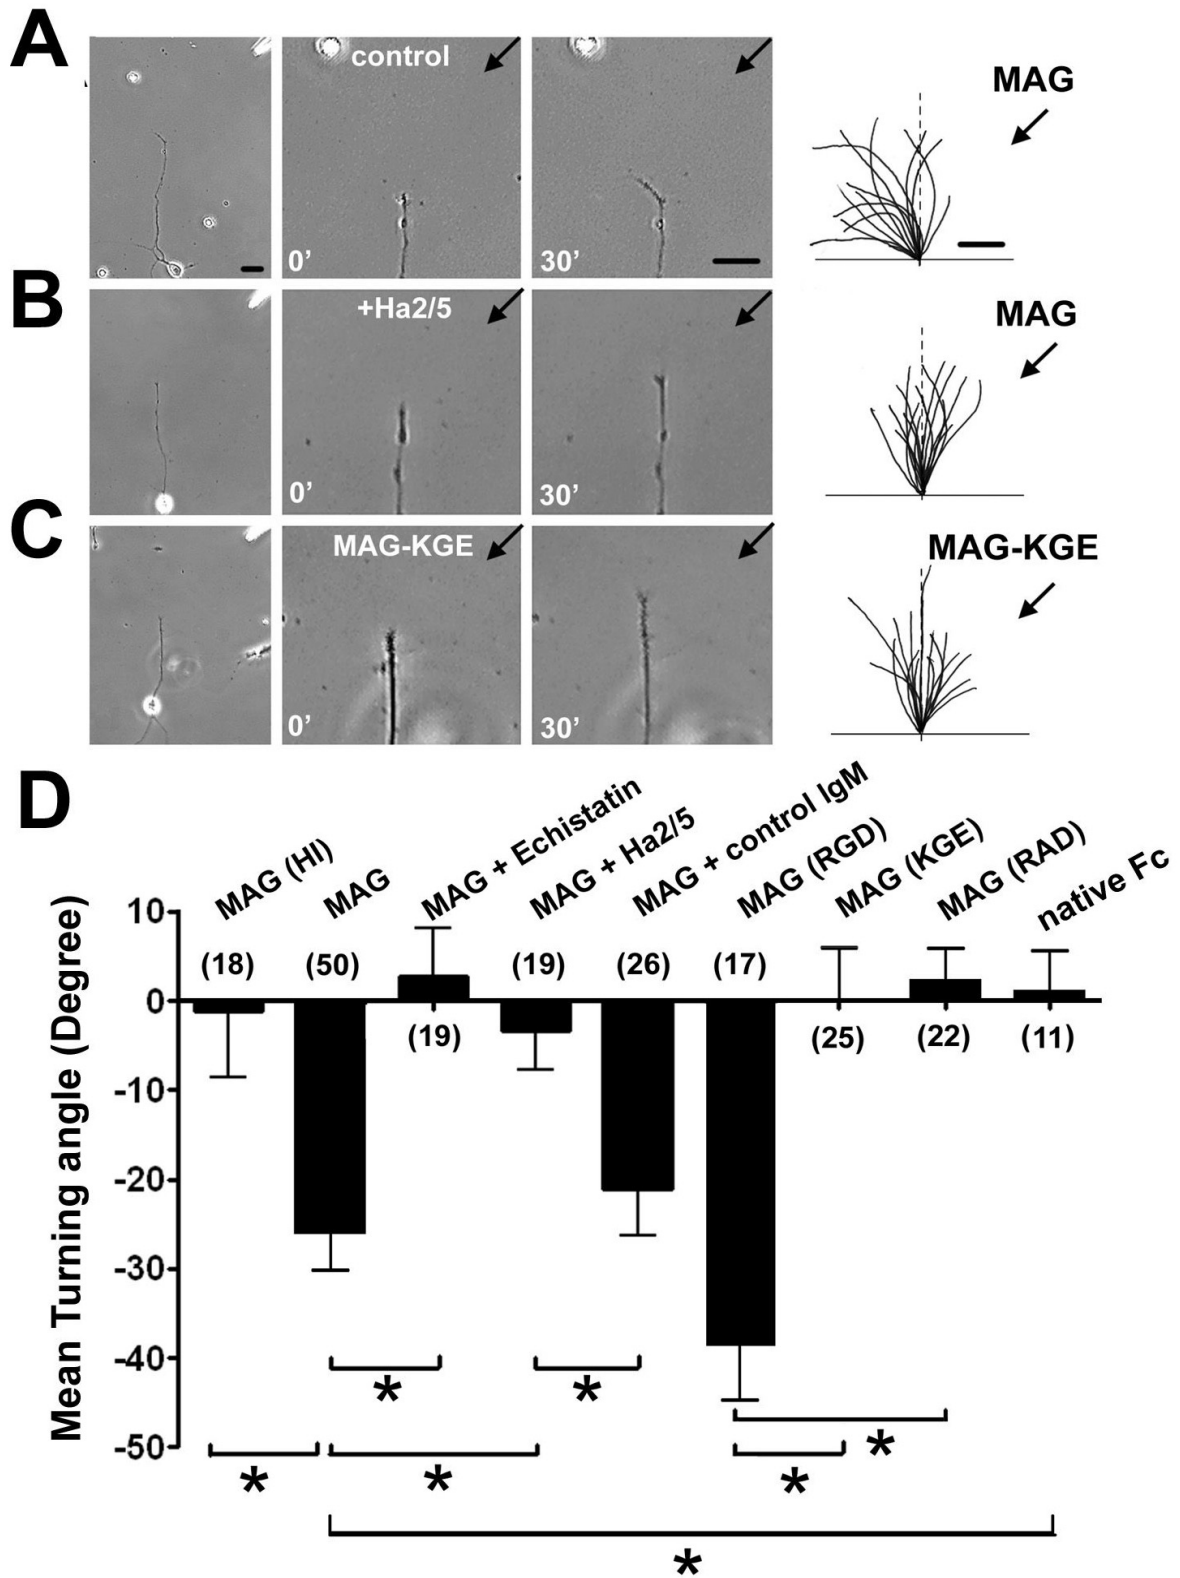 A
control
0'
30'
MAG
B
+Ha2/5
0'
30'
MAG
C
MAG-KGE
0'
30'
MAG-KGE
D
MAG (HI)
MAG
MAG + Echistatin
MAG + Ha2/5
MAG + control IgM
MAG (RGD)
MAG (KGE)
MAG (RAD)
native Fc
Mean Turning angle (Degree)
10
0
-10
-20
-30
-40
-50
(18)
(50)
(19)
(19)
(26)
(17)
(25)
(22)
(11)
*
*
*
*
*
*
*